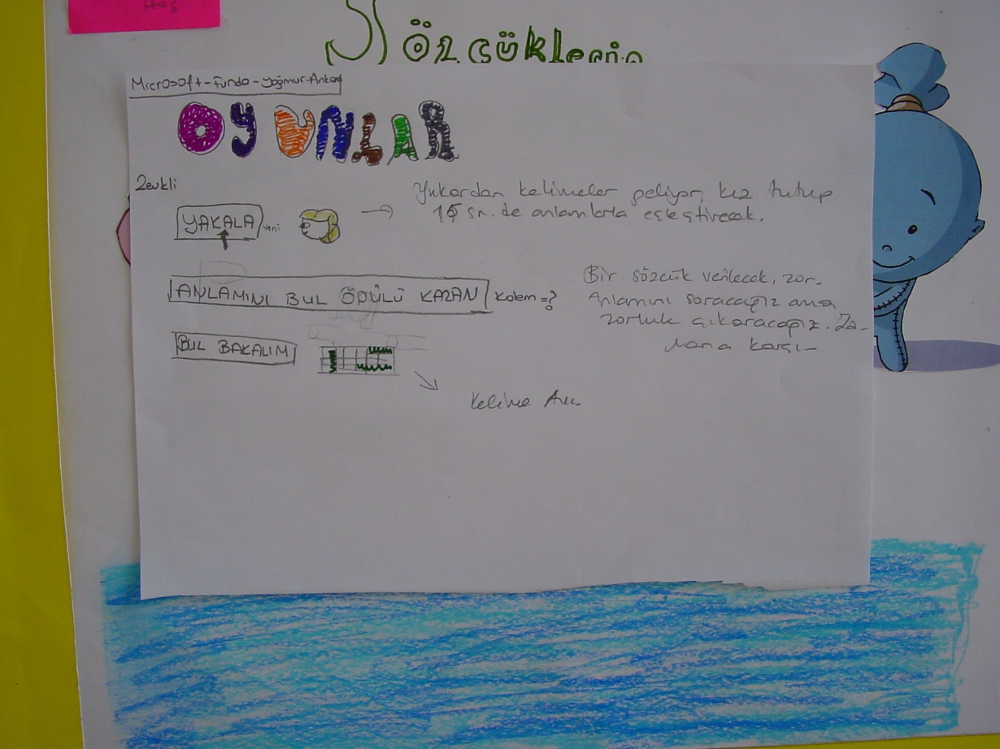 Sözcüklerin
Microsoft-Funda-Yağmur-Ankara
OYUNLAR
Zevkli
YAKALA yeni
Yukardan kelimeler geliyor, kız tutup
15 sn. de anlamlarla eşleştirecek.
ANLAMINI BUL ÖDÜLÜ KAZAN Kalem=?
Bir sözcük verilecek, zor.
Anlamını soracağız ama
zorluk çıkaracağız. Za-
mana karşı-
BUL BAKALIM
Kelime Avı.